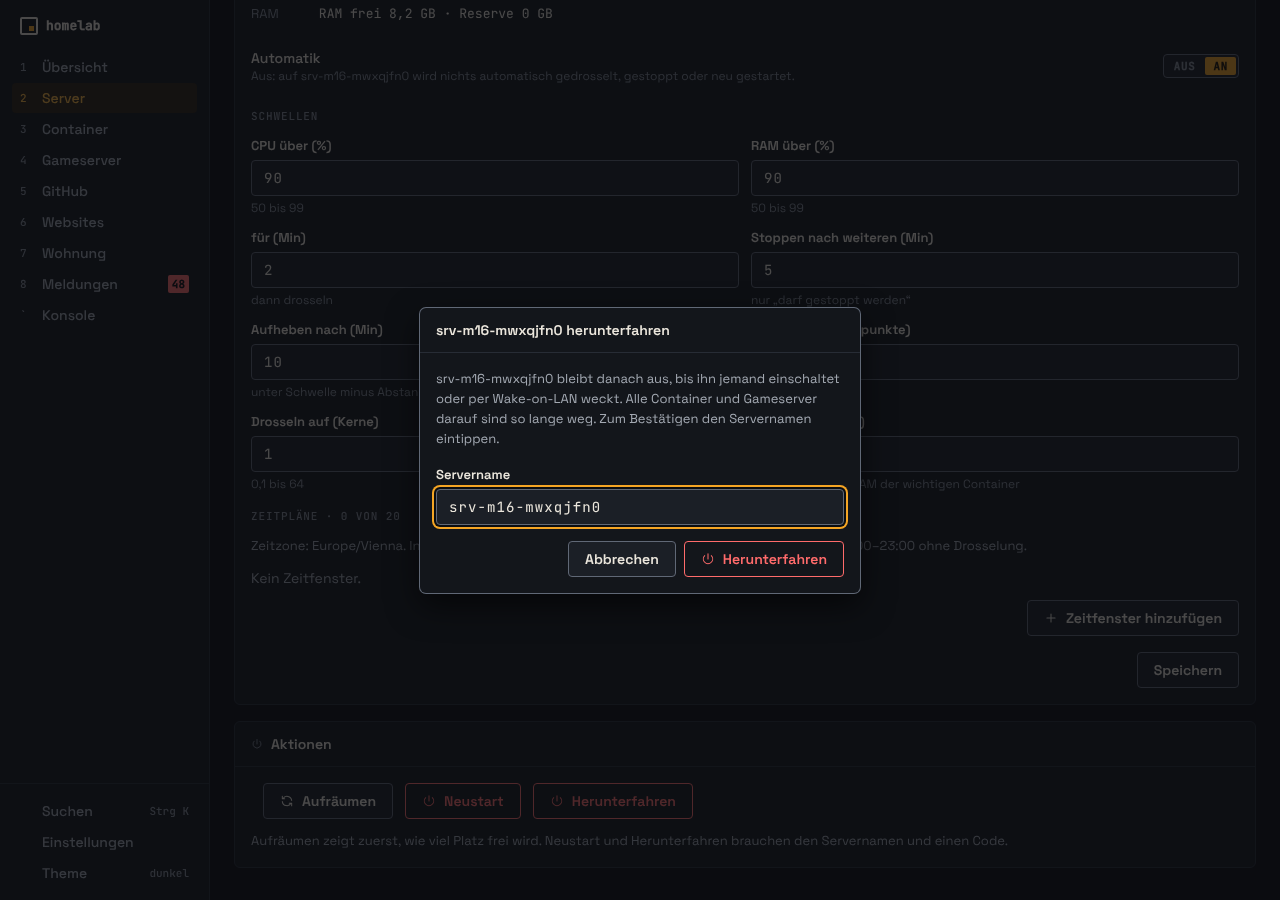 homelab
1 Übersicht
2 Server
3 Container
4 Gameserver
5 GitHub
6 Websites
7 Wohnung
8 Meldungen 48
` Konsole
Suchen Strg K
Einstellungen
Theme dunkel
RAM RAM frei 8,2 GB · Reserve 0 GB
Automatik
Aus: auf srv-m16-mwxqjfn0 wird nichts automatisch gedrosselt, gestoppt oder neu gestartet.
AUS AN
SCHWELLEN
CPU über (%) RAM über (%)
90 90
50 bis 99 50 bis 99
für (Min) Stoppen nach weiteren (Min)
2 5
dann drosseln nur „darf gestoppt werden“
Aufheben nach (Min) punkte)
10
unter Schwelle minus Abstan
Drosseln auf (Kerne) )
1
0,1 bis 64 AM der wichtigen Container
ZEITPLÄNE · 0 VON 20
Zeitzone: Europe/Vienna. 0–23:00 ohne Drosselung.
Kein Zeitfenster.
Zeitfenster hinzufügen
Speichern
srv-m16-mwxqjfn0 herunterfahren
srv-m16-mwxqjfn0 bleibt danach aus, bis ihn jemand einschaltet
oder per Wake-on-LAN weckt. Alle Container und Gameserver
darauf sind so lange weg. Zum Bestätigen den Servernamen
eintippen.
Servername
srv-m16-mwxqjfn0
Abbrechen Herunterfahren
Aktionen
Aufräumen Neustart Herunterfahren
Aufräumen zeigt zuerst, wie viel Platz frei wird. Neustart und Herunterfahren brauchen den Servernamen und einen Code.